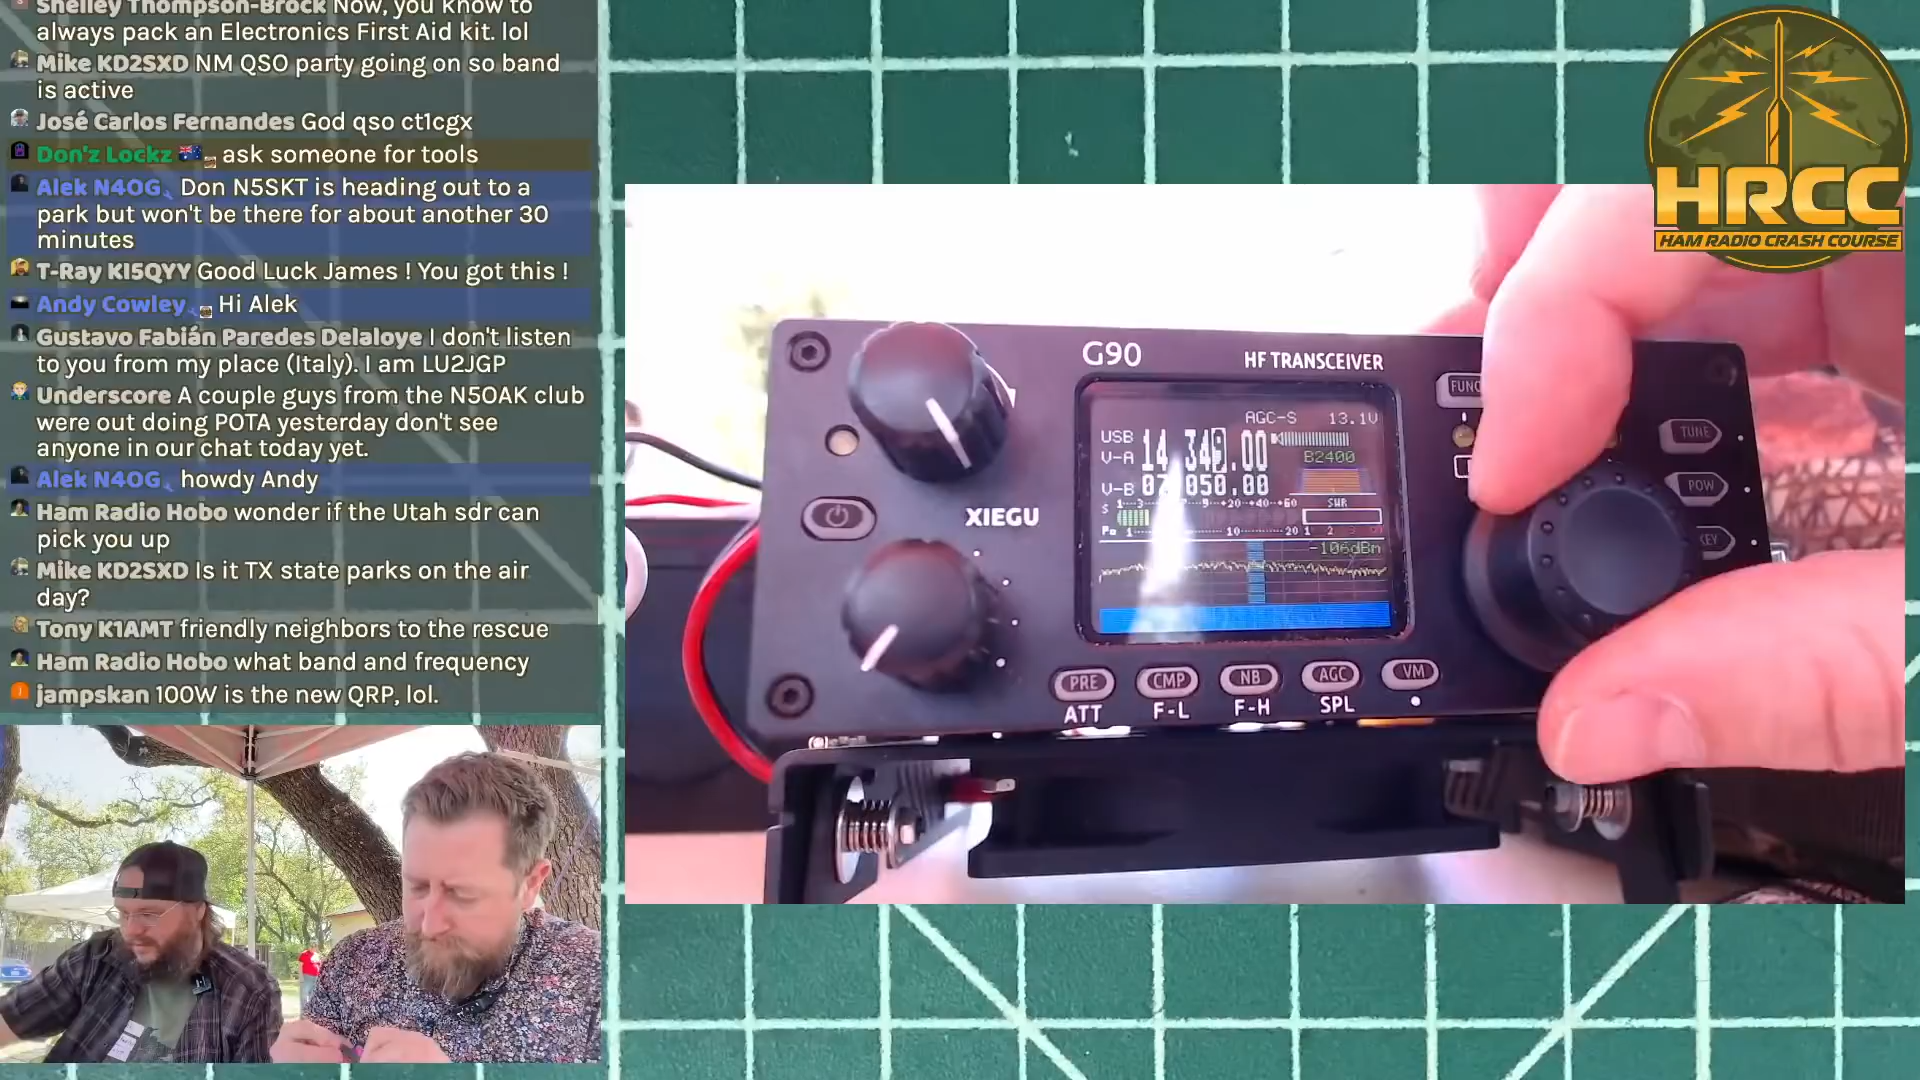 Shelley Thompson-Brock Now, you know to
always pack an Electronics First Aid kit. lol
Mike KD2SXD NM QSO party going on so band
is active
José Carlos Fernandes God qso ct1cgx
Don'z Lockz ask someone for tools
Alek N4OG Don N5SKT is heading out to a
park but won't be there for about another 30
minutes
T-Ray KI5QYY Good Luck James ! You got this !
Andy Cowley Hi Alek
Gustavo Fabián Paredes Delaloye I don't listen
to you from my place (Italy). I am LU2JGP
Underscore A couple guys from the N5OAK club
were out doing POTA yesterday don't see
anyone in our chat today yet.
Alek N4OG howdy Andy
Ham Radio Hobo wonder if the Utah sdr can
pick you up
Mike KD2SXD Is it TX state parks on the air
day?
Tony K1AMT friendly neighbors to the rescue
Ham Radio Hobo what band and frequency
jampskan 100W is the new QRP, lol.
HRCC
HAM RADIO CRASH COURSE
G90
HF TRANSCEIVER
FUNC
TUNE
POW
KEY
XIEGU
AGC-S 13.1V
USB 14.349.00
V-A
B2400
V-B 07.050.00
SWR
-106dBm
PRE CMP NB AGC VM
ATT F-L F-H SPL